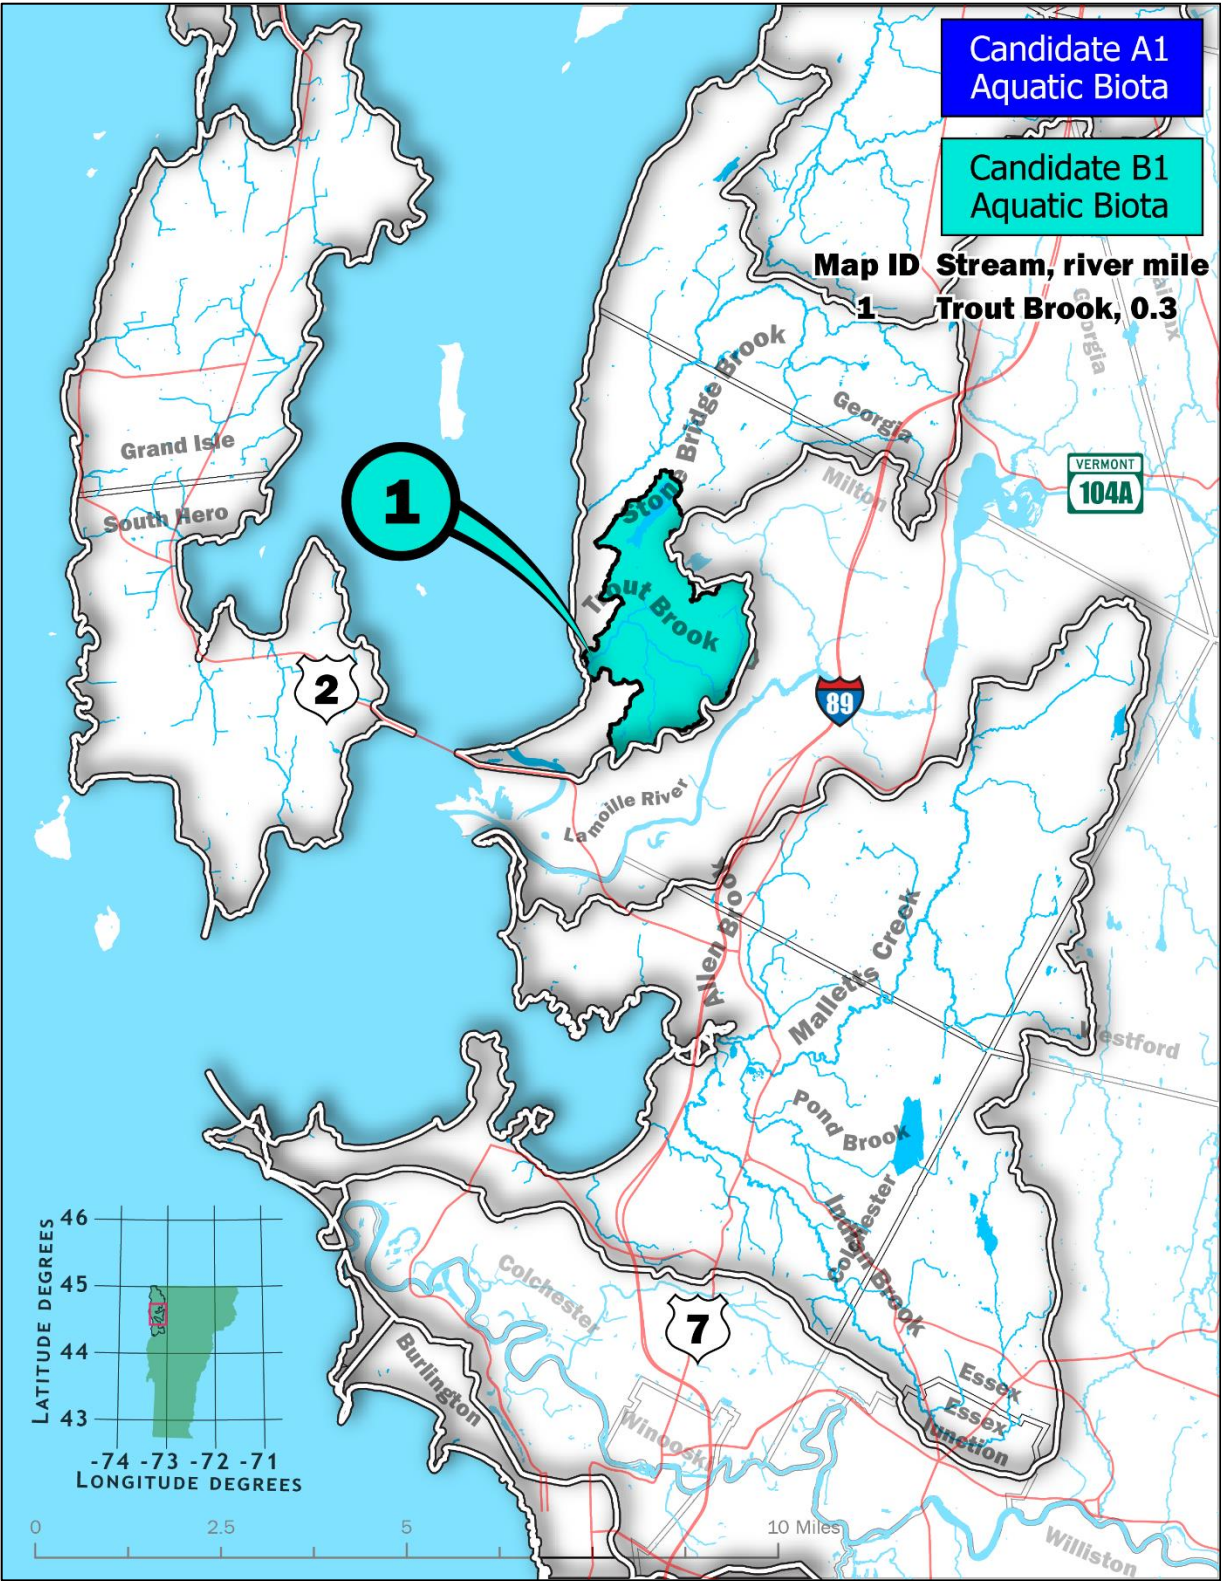 Candidate A1
Aquatic Biota
Candidate B1
Aquatic Biota
Map ID Stream, river mile
1 Trout Brook, 0.3
Georgia
Stone Bridge Brook
Georgia
Milton
VERMONT
104A
Grand Isle
South Hero
1
Trout Brook
2
89
Lamoille River
Allen Brook
Malletts Creek
Westford
Pond Brook
Colchester
Indian Brook
Colchester
7
Burlington
Winooski
Essex
Essex
Junction
Williston
LATITUDE DEGREES
46
45
44
43
-74 -73 -72 -71
LONGITUDE DEGREES
0 2.5 5 10 Miles